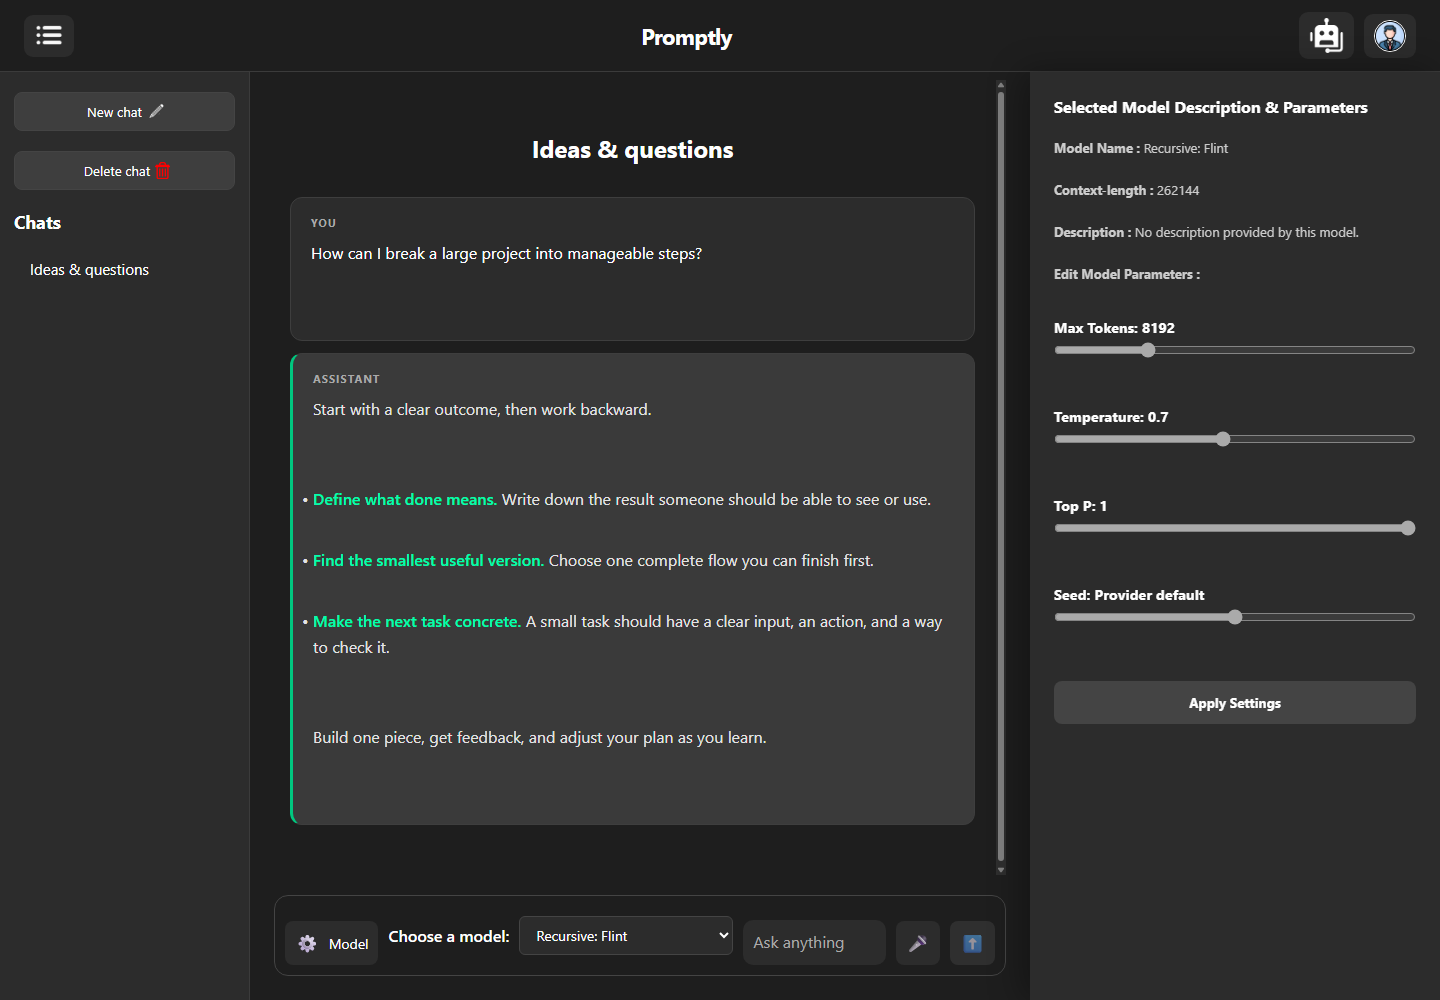 Promptly
New chat
Delete chat
Chats
Ideas & questions
Ideas & questions
YOU
How can I break a large project into manageable steps?
ASSISTANT
Start with a clear outcome, then work backward.
• Define what done means. Write down the result someone should be able to see or use.
• Find the smallest useful version. Choose one complete flow you can finish first.
• Make the next task concrete. A small task should have a clear input, an action, and a way
to check it.
Build one piece, get feedback, and adjust your plan as you learn.
Model
Choose a model:
Recursive: Flint
Ask anything
Selected Model Description & Parameters
Model Name : Recursive: Flint
Context-length : 262144
Description : No description provided by this model.
Edit Model Parameters :
Max Tokens: 8192
Temperature: 0.7
Top P: 1
Seed: Provider default
Apply Settings